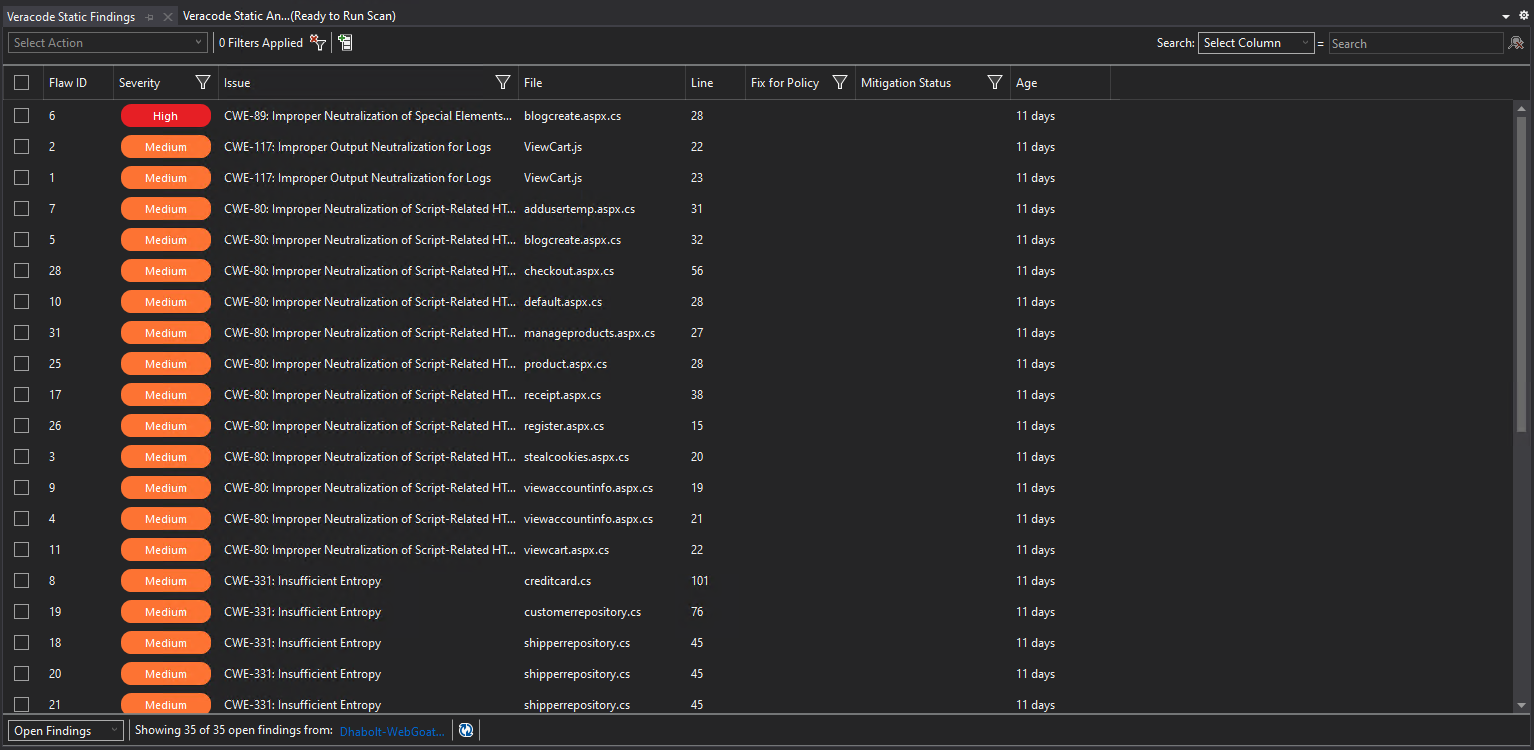 Veracode Static Findings Veracode Static An...(Ready to Run Scan)
Select Action 0 Filters Applied Search: Select Column = Search
Flaw ID Severity Issue File Line Fix for Policy Mitigation Status Age
6 High CWE-89: Improper Neutralization of Special Elements... blogcreate.aspx.cs 28 11 days
2 Medium CWE-117: Improper Output Neutralization for Logs ViewCart.js 22 11 days
1 Medium CWE-117: Improper Output Neutralization for Logs ViewCart.js 23 11 days
7 Medium CWE-80: Improper Neutralization of Script-Related HT... addusertemp.aspx.cs 31 11 days
5 Medium CWE-80: Improper Neutralization of Script-Related HT... blogcreate.aspx.cs 32 11 days
28 Medium CWE-80: Improper Neutralization of Script-Related HT... checkout.aspx.cs 56 11 days
10 Medium CWE-80: Improper Neutralization of Script-Related HT... default.aspx.cs 28 11 days
31 Medium CWE-80: Improper Neutralization of Script-Related HT... manageproducts.aspx.cs 27 11 days
25 Medium CWE-80: Improper Neutralization of Script-Related HT... product.aspx.cs 28 11 days
17 Medium CWE-80: Improper Neutralization of Script-Related HT... receipt.aspx.cs 38 11 days
26 Medium CWE-80: Improper Neutralization of Script-Related HT... register.aspx.cs 15 11 days
3 Medium CWE-80: Improper Neutralization of Script-Related HT... stealcookies.aspx.cs 20 11 days
9 Medium CWE-80: Improper Neutralization of Script-Related HT... viewaccountinfo.aspx.cs 19 11 days
4 Medium CWE-80: Improper Neutralization of Script-Related HT... viewaccountinfo.aspx.cs 21 11 days
11 Medium CWE-80: Improper Neutralization of Script-Related HT... viewcart.aspx.cs 22 11 days
8 Medium CWE-331: Insufficient Entropy creditcard.cs 101 11 days
19 Medium CWE-331: Insufficient Entropy customerrepository.cs 76 11 days
18 Medium CWE-331: Insufficient Entropy shipperrepository.cs 45 11 days
20 Medium CWE-331: Insufficient Entropy shipperrepository.cs 45 11 days
21 Medium CWE-331: Insufficient Entropy shipperrepository.cs 45 11 days
Open Findings Showing 35 of 35 open findings from: Dhabolt-WebGoat...